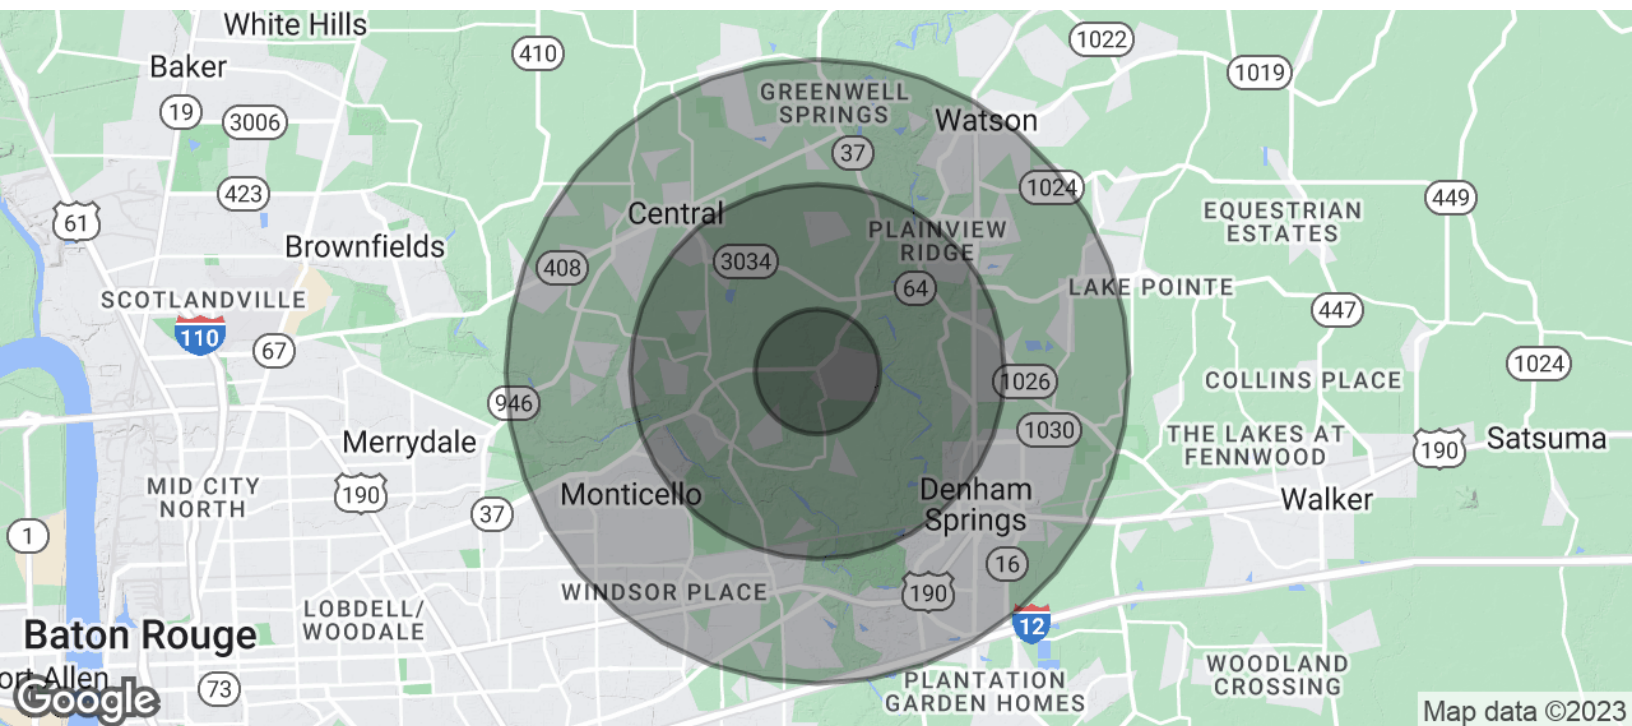 White Hills
410
1022
Baker
1019
19
3006
GREENWELL
SPRINGS
Watson
37
423
1024
449
61
Central
EQUESTRIAN
ESTATES
Brownfields
PLAINVIEW
RIDGE
408
3034
64
LAKE POINTE
SCOTLANDVILLE
447
110
67
1024
1026
COLLINS PLACE
946
1030
Merrydale
THE LAKES AT
FENNWOOD
190
Satsuma
MID CITY
NORTH
190
Monticello
Denham
Springs
Walker
37
1
16
WINDSOR PLACE
190
LOBDELL/
WOODALE
12
Baton Rouge
ort Allen
73
PLANTATION
GARDEN HOMES
WOODLAND
CROSSING
Google
Map data ©2023